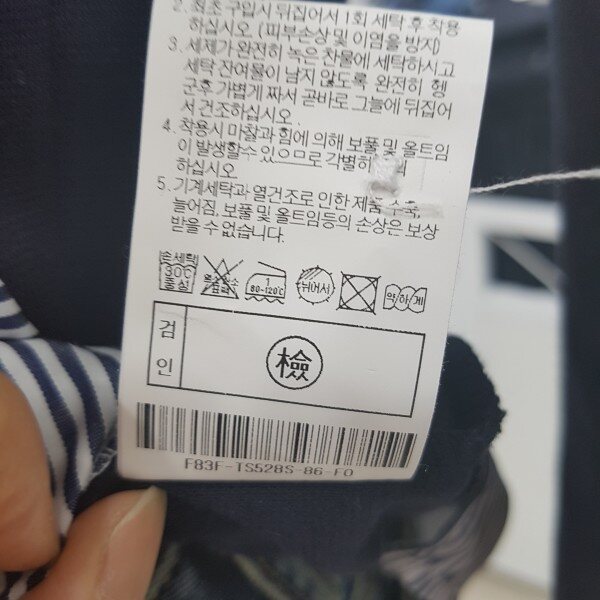 2. 최초 구입시 뒤집어서 1회 세탁 후 착용
하십시오. (피부손상 및 이염을 방지)
3. 세제가 완전히 녹은 찬물에 세탁하시고
세탁 잔여물이 남지 않도록 완전히 헹
군후 가볍게 짜서 곧바로 그늘에 뒤집어
서 건조하십시오.
4. 착용시 마찰과 힘에 의해 보풀 및 올트임
이 발생할수 있으므로 각별히
하십시오
5. 기계세탁과 열건조로 인한 제품 수축,
늘어짐, 보풀 및 올트임등의 손상은 보상
받을 수 없습니다.
손세탁 30℃ 중성
염소 표백
1 80-120℃
뉘어서
약하게
검인
檢
F83F-TS528S-86-F0